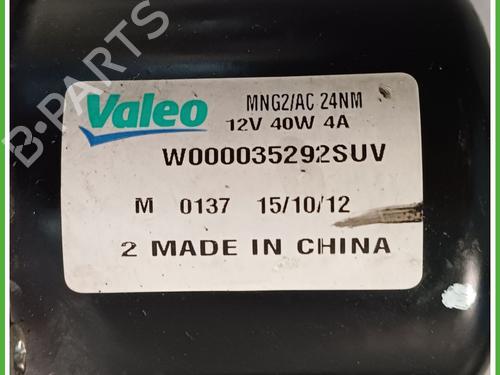 B-PARTS
Valeo
MNG2/AC 24NM
12V 40W 4A
W000035292SUV
M 0137 15/10/12
2 MADE IN CHINA